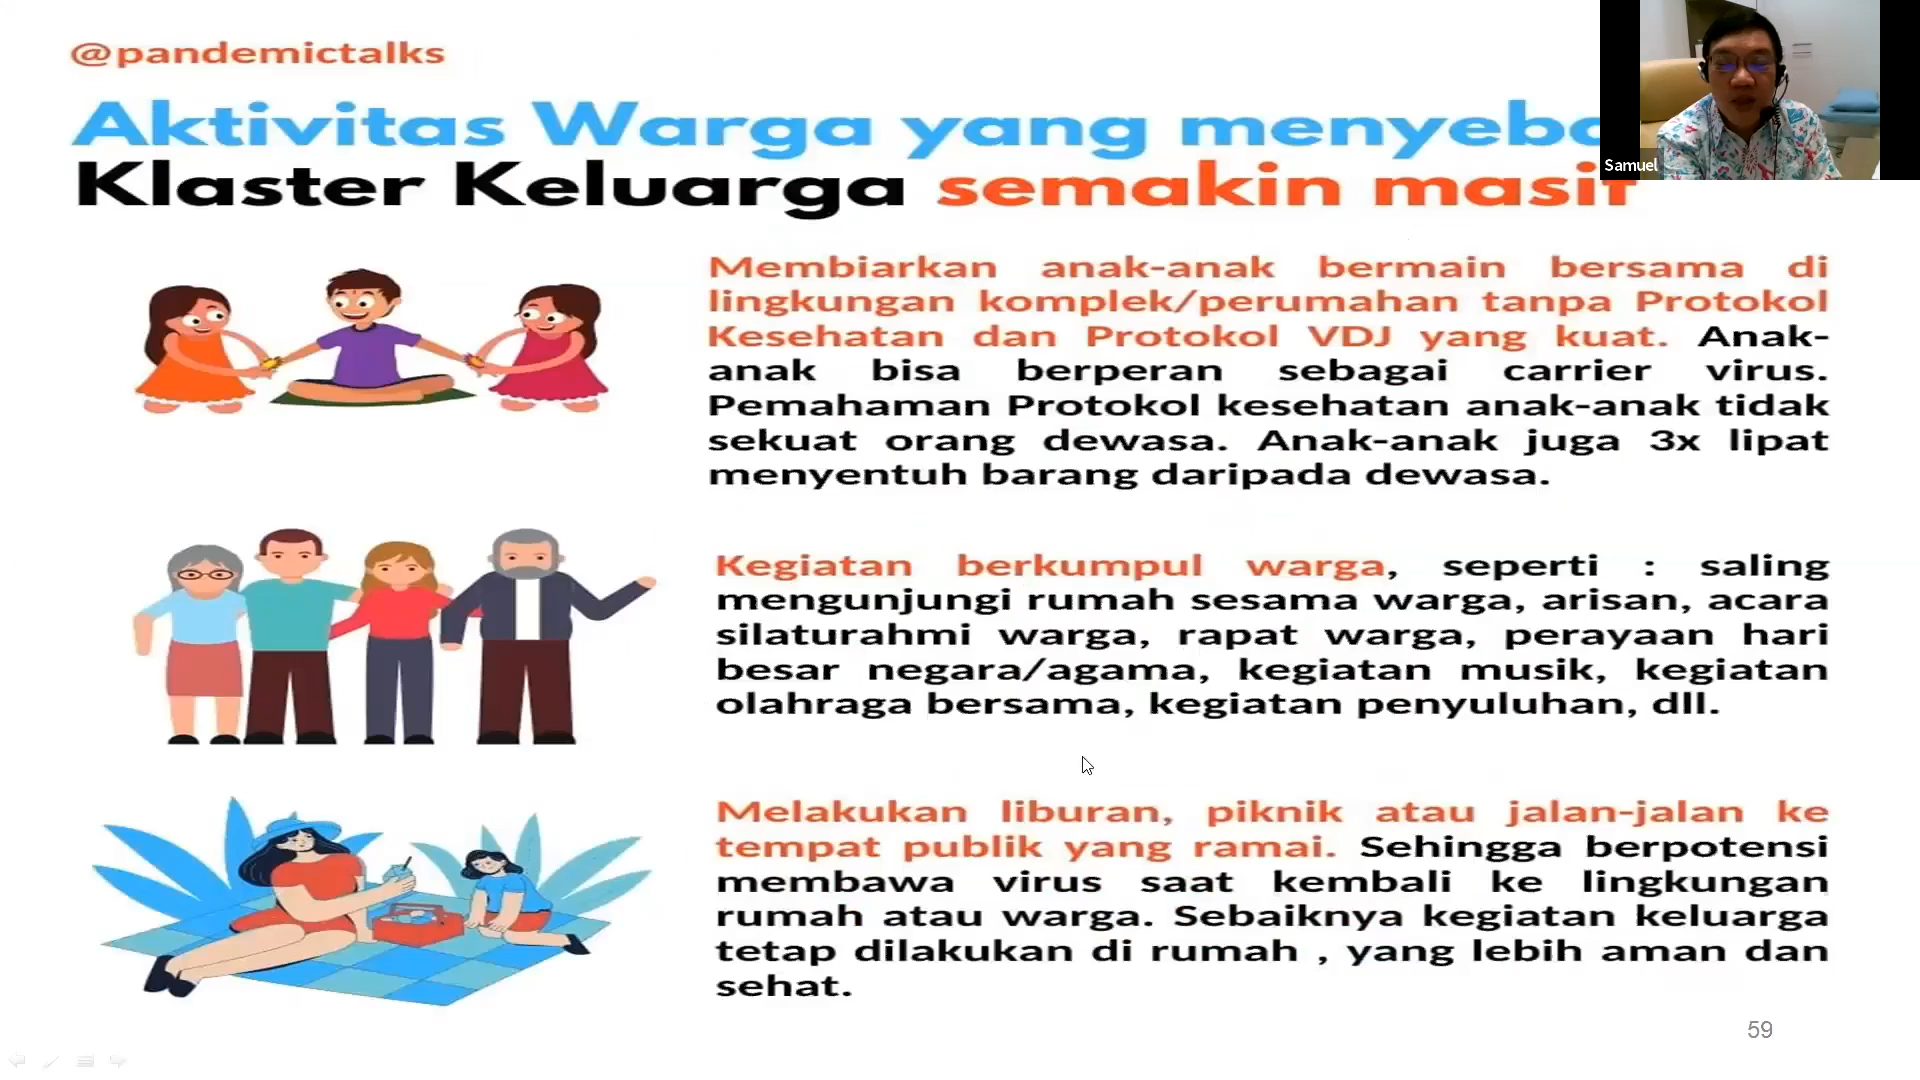 @pandemictalks
Aktivitas Warga yang
Klaster Keluarga semakin masif
Samuel
Membiarkan anak-anak bermain bersama di
lingkungan komplek/perumahan tanpa Protokol
Kesehatan dan Protokol VDJ yang kuat. Anak-
anak bisa berperan sebagai carrier virus.
Pemahaman Protokol kesehatan anak-anak tidak
sekuat orang dewasa. Anak-anak juga 3x lipat
menyentuh barang daripada dewasa.
Kegiatan berkumpul warga, seperti : saling
mengunjungi rumah sesama warga, arisan, acara
silaturahmi warga, rapat warga, perayaan hari
besar negara/agama, kegiatan musik, kegiatan
olahraga bersama, kegiatan penyuluhan, dll.
Melakukan liburan, piknik atau jalan-jalan ke
tempat publik yang ramai. Sehingga berpotensi
membawa virus saat kembali ke lingkungan
rumah atau warga. Sebaiknya kegiatan keluarga
tetap dilakukan di rumah , yang lebih aman dan
sehat.
59